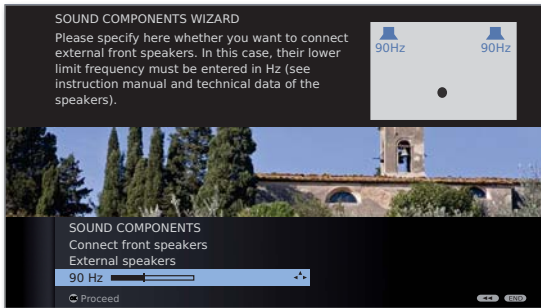 SOUND COMPONENTS WIZARD
Please specify here whether you want to connect
external front speakers. In this case, their lower
limit frequency must be entered in Hz (see
instruction manual and technical data of the
speakers).
90Hz 90Hz
SOUND COMPONENTS
Connect front speakers
External speakers
90 Hz
OK Proceed
END